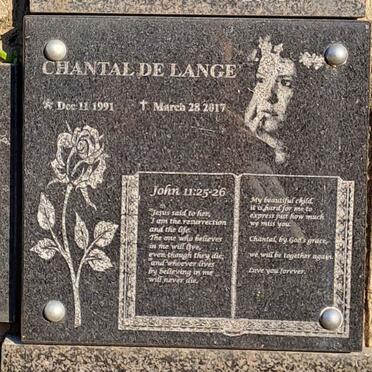 CHANTAL DE LANGE
☆ Dec 11 1991 ✝ March 28 2017
John 11:25-26
"Jesus said to her,
I am the resurrection
and the life.
The one who believes
in me will live,
even though they die;
and whoever lives
by believing in me
will never die.
My beautiful child,
it is hard for me to
express just how much
we miss you.
Chantal, by God's grace,
we will be together again.
Love you forever.